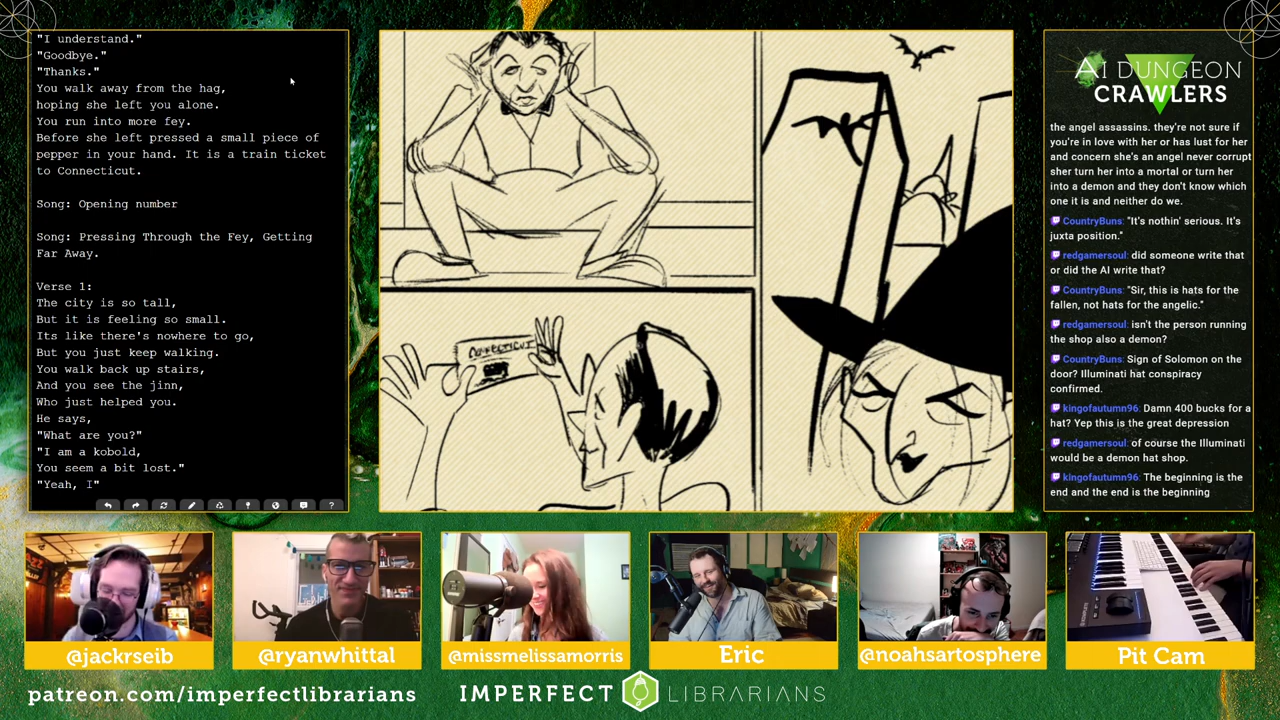 "I understand."
"Goodbye."
"Thanks."
You walk away from the hag,
hoping she left you alone.
You run into more fey.
Before she left pressed a small piece of
pepper in your hand. It is a train ticket
to Connecticut.
Song: Opening number
Song: Pressing Through the Fey, Getting
Far Away.
Verse 1:
The city is so tall,
But it is feeling so small.
Its like there's nowhere to go,
But you just keep walking.
You walk back up stairs,
And you see the jinn,
Who just helped you.
He says,
"What are you?"
"I am a kobold,
You seem a bit lost."
"Yeah, I"
?
CONNECTICUT
AI DUNGEON
CRAWLERS
the angel assassins. they're not sure if
you're in love with her or has lust for her
and concern she's an angel never corrupt
sher turn her into a mortal or turn her
into a demon and they don't know which
one it is and neither do we.
CountryBuns: "It's nothin' serious. It's
juxta position."
redgamersoul: did someone write that
or did the AI write that?
CountryBuns: "Sir, this is hats for the
fallen, not hats for the angelic."
redgamersoul: isn't the person running
the shop also a demon?
CountryBuns: Sign of Solomon on the
door? Illuminati hat conspiracy
confirmed.
kingofautumn96: Damn 400 bucks for a
hat? Yep this is the great depression
redgamersoul: of course the Illuminati
would be a demon hat shop.
kingofautumn96: The beginning is the
end and the end is the beginning
@jackrseib
@ryanwhittal
@missmelissamorris
Eric
@noahsartosphere
Pit Cam
patreon.com/imperfectlibrarians
IMPERFECT LIBRARIANS